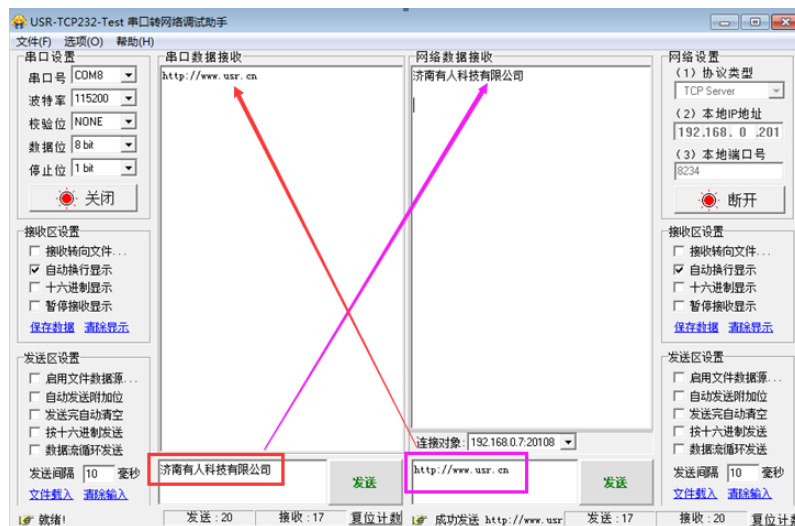 USR-TCP232-Test 串口转网络调试助手
文件(F) 选项(O) 帮助(H)
串口设置
串口号 COM8
波特率 115200
校验位 NONE
数据位 8 bit
停止位 1 bit
关闭
接收区设置
接收转向文件...
自动换行显示
十六进制显示
暂停接收显示
保存数据 清除显示
发送区设置
启用文件数据源...
自动发送附加位
发送完自动清空
按十六进制发送
数据流循环发送
发送间隔 10 毫秒
文件载入 清除输入
就绪!
串口数据接收
http://www.usr.cn
济南有人科技有限公司
发送
发送:20 接收:17 复位计数
网络数据接收
济南有人科技有限公司
连接对象: 192.168.0.7:20108
http://www.usr.cn
发送
成功发送 http://www.usr 发送:17 接收:20 复位计
网络设置
(1) 协议类型
TCP Server
(2) 本地IP地址
192.168. 0 .201
(3) 本地端口号
8234
断开
接收区设置
接收转向文件...
自动换行显示
十六进制显示
暂停接收显示
保存数据 清除显示
发送区设置
启用文件数据源...
自动发送附加位
发送完自动清空
按十六进制发送
数据流循环发送
发送间隔 10 毫秒
文件载入 清除输入